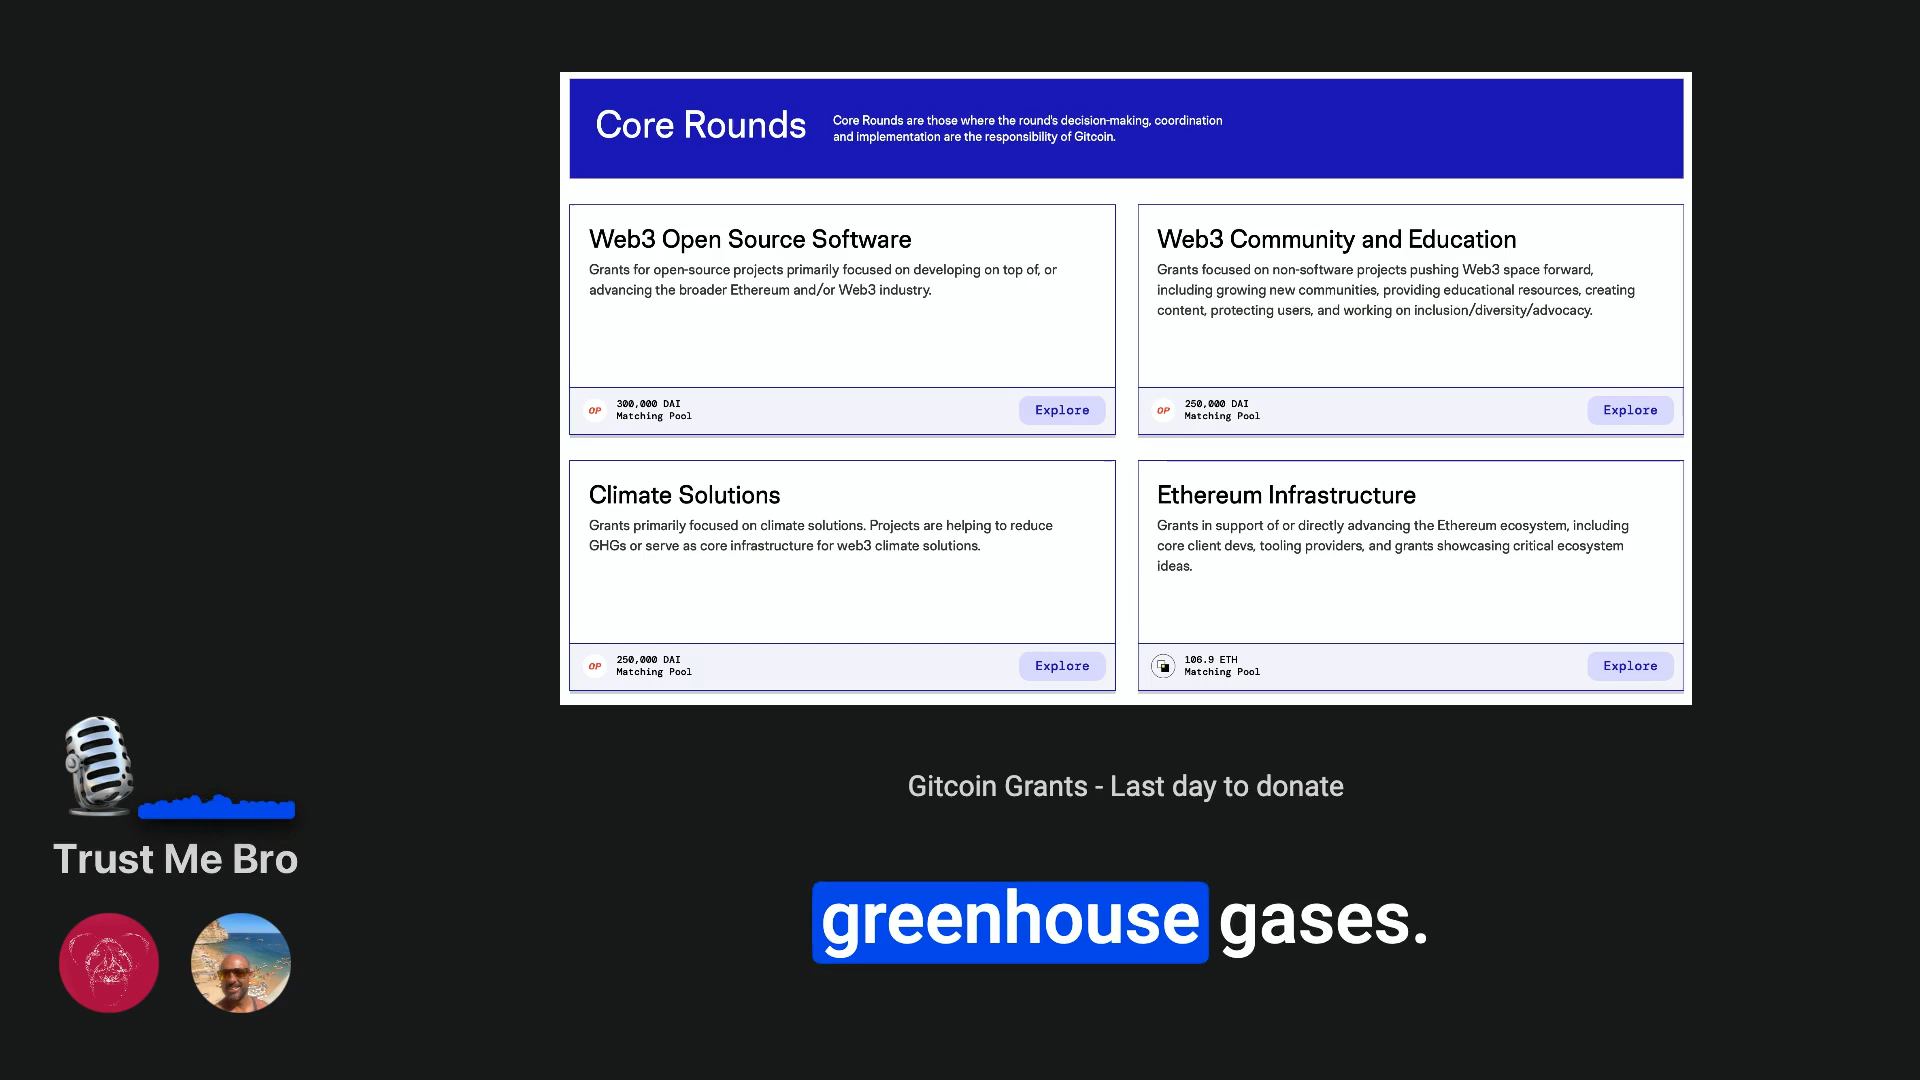 Core Rounds
Core Rounds are those where the round's decision-making, coordination
and implementation are the responsibility of Gitcoin.
Web3 Open Source Software
Grants for open-source projects primarily focused on developing on top of, or
advancing the broader Ethereum and/or Web3 industry.
OP
300,000 DAI
Matching Pool
Explore
Web3 Community and Education
Grants focused on non-software projects pushing Web3 space forward,
including growing new communities, providing educational resources, creating
content, protecting users, and working on inclusion/diversity/advocacy.
OP
250,000 DAI
Matching Pool
Explore
Climate Solutions
Grants primarily focused on climate solutions. Projects are helping to reduce
GHGs or serve as core infrastructure for web3 climate solutions.
OP
250,000 DAI
Matching Pool
Explore
Ethereum Infrastructure
Grants in support of or directly advancing the Ethereum ecosystem, including
core client devs, tooling providers, and grants showcasing critical ecosystem
ideas.
106.9 ETH
Matching Pool
Explore
Gitcoin Grants - Last day to donate
Trust Me Bro
greenhouse gases.